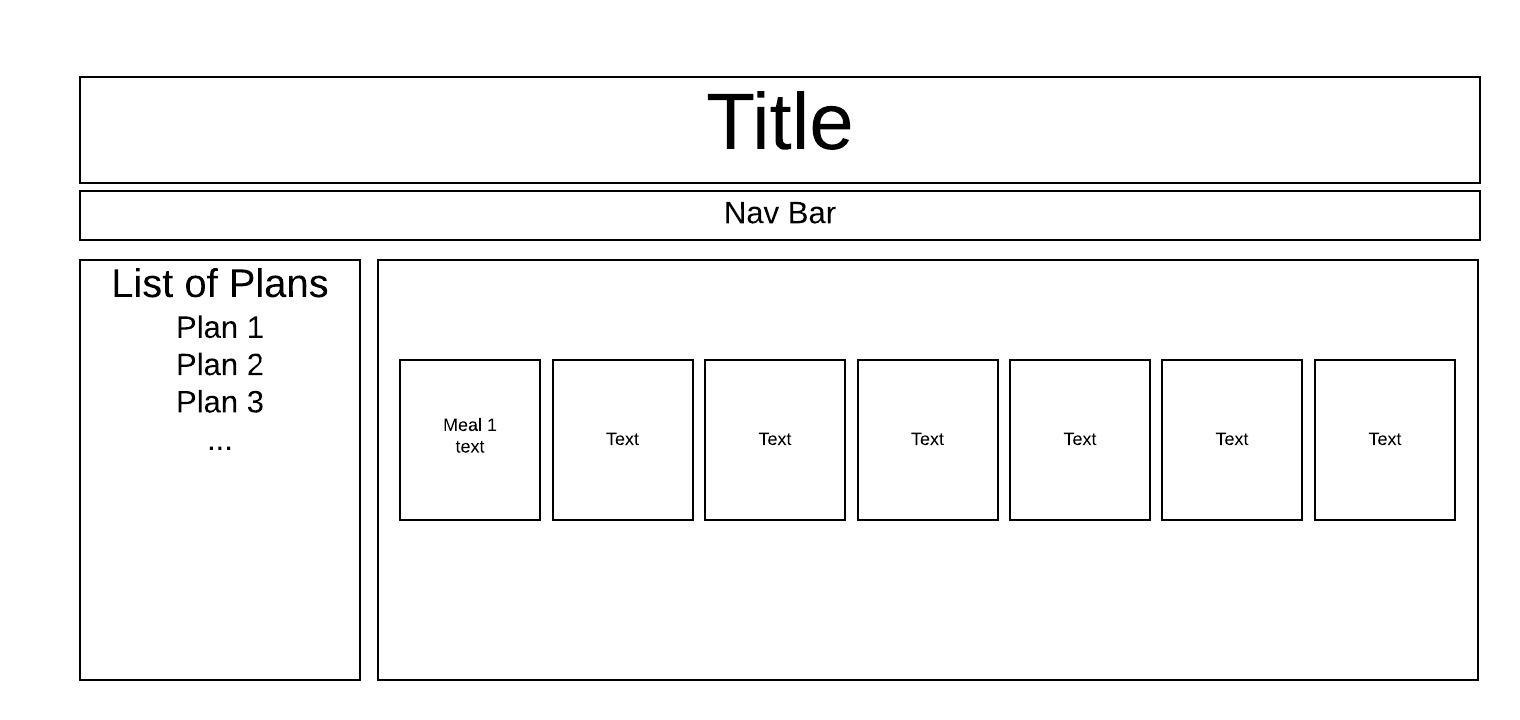 Title
Nav Bar
List of Plans
Plan 1
Plan 2
Plan 3
...
Meal 1
text
Text
Text
Text
Text
Text
Text